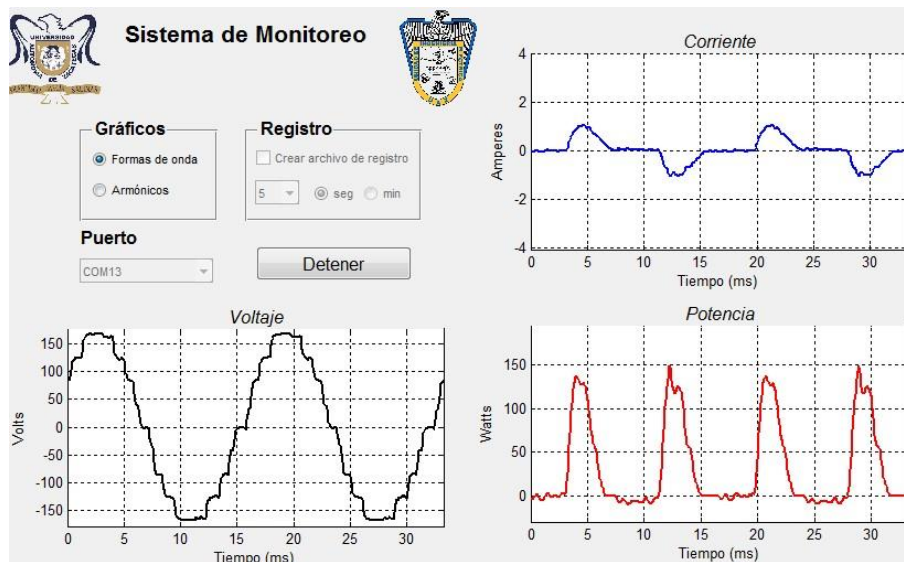 Sistema de Monitoreo
UNIVERSIDAD
Gráficos
Formas de onda
Armónicos
Registro
Crear archivo de registro
5 seg min
Puerto
COM13
Detener
Corriente
Amperes
4
2
0
-2
-4
0 5 10 15 20 25 30
Tiempo (ms)
Voltaje
Volts
150
100
50
0
-50
-100
-150
0 5 10 15 20 25 30
Tiempo (ms)
Potencia
Watts
150
100
50
0
0 5 10 15 20 25 30
Tiempo (ms)